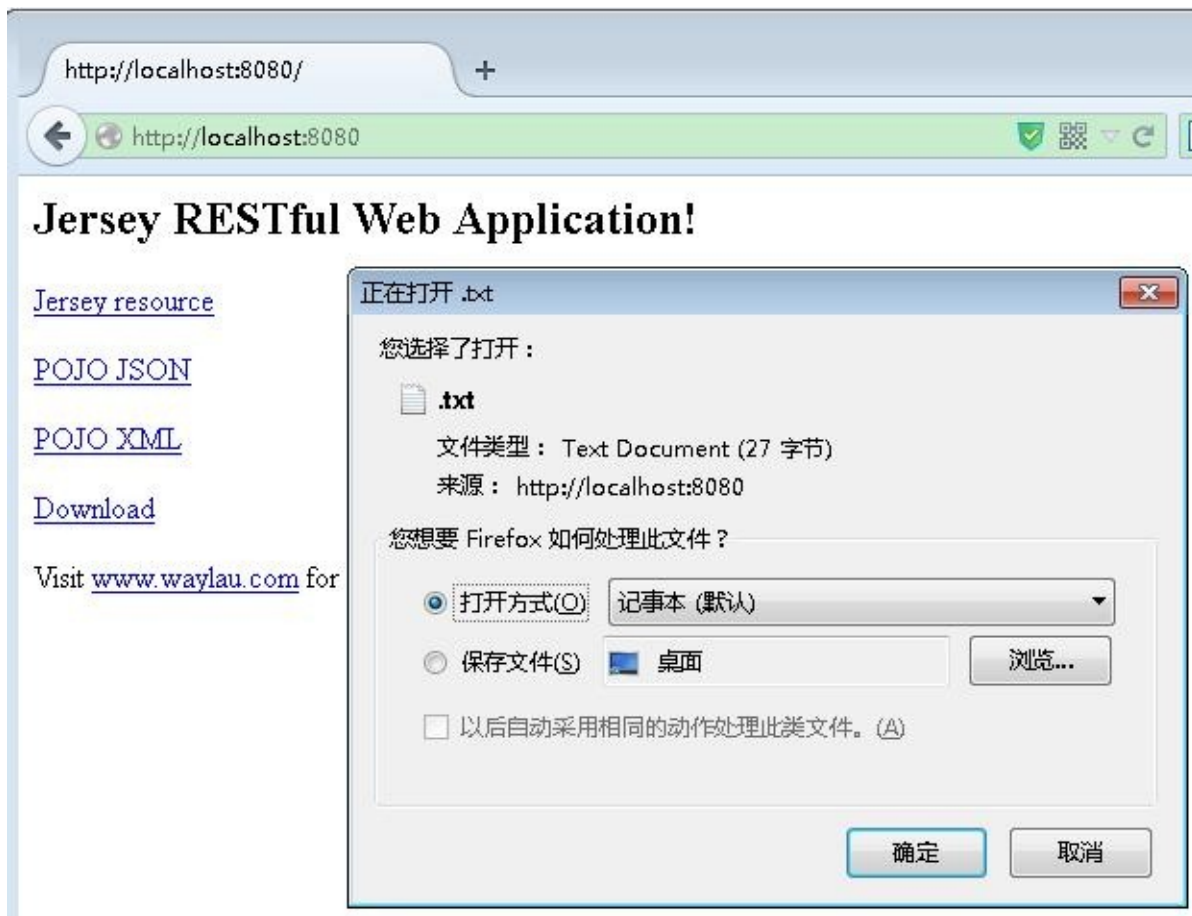 http://localhost:8080/
+
http://localhost:8080
Jersey RESTful Web Application!
Jersey resource
POJO JSON
POJO XML
Download
Visit www.waylau.com for
正在打开 .txt
您选择了打开：
.txt
文件类型： Text Document (27 字节)
来源： http://localhost:8080
您想要 Firefox 如何处理此文件？
打开方式(O) 记事本 (默认)
保存文件(S) 桌面 浏览...
以后自动采用相同的动作处理此类文件。(A)
确定 取消